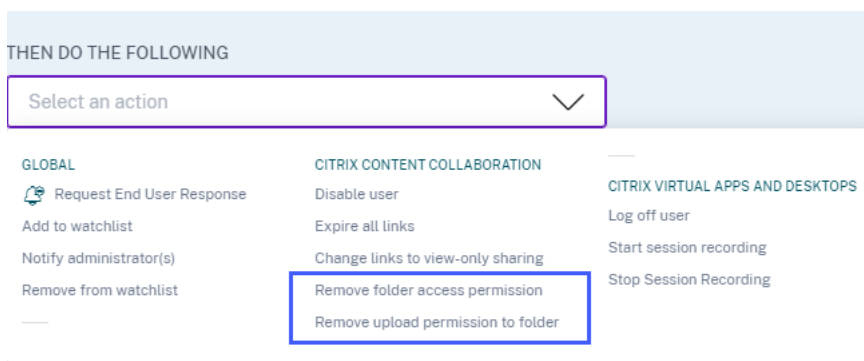 THEN DO THE FOLLOWING
Select an action
GLOBAL
Request End User Response
Add to watchlist
Notify administrator(s)
Remove from watchlist
CITRIX CONTENT COLLABORATION
Disable user
Expire all links
Change links to view-only sharing
Remove folder access permission
Remove upload permission to folder
CITRIX VIRTUAL APPS AND DESKTOPS
Log off user
Start session recording
Stop Session Recording